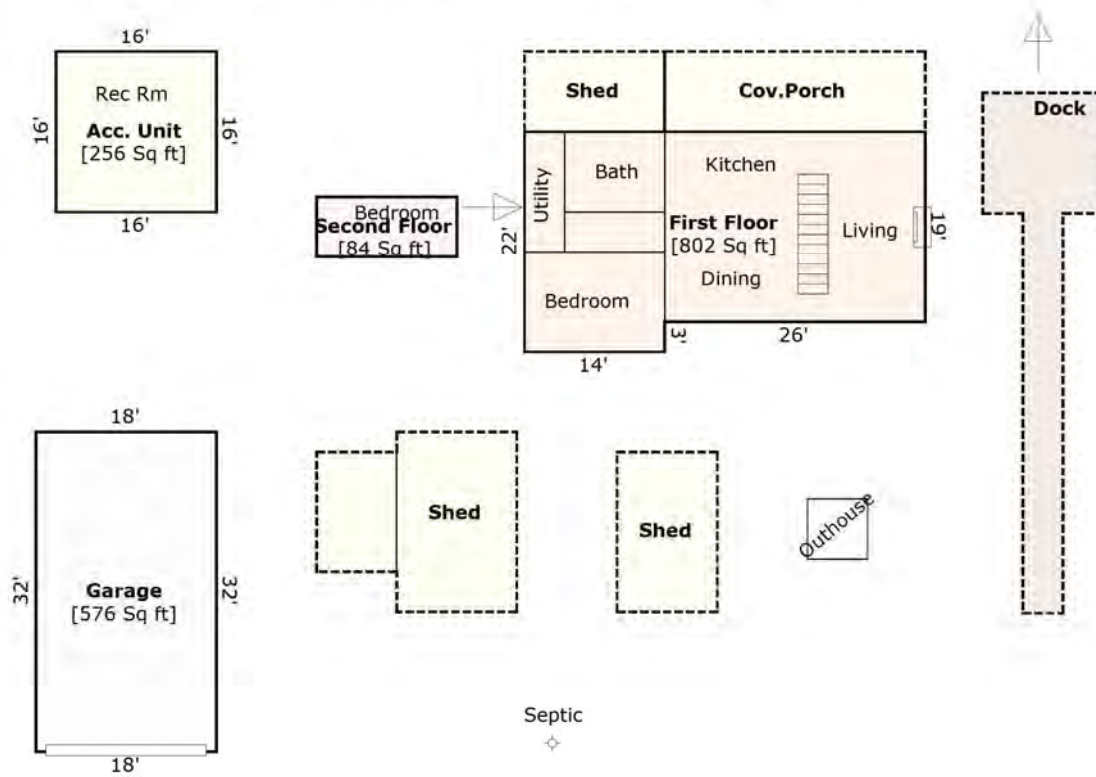 16'
Rec Rm
Acc. Unit
[256 Sq ft]
16'
16'
16'
Shed
Cov.Porch
Dock
Bedroom
Second Floor
[84 Sq ft]
Utility
Bath
Kitchen
First Floor
[802 Sq ft]
Living
Dining
Bedroom
22'
19'
3'
26'
14'
18'
Garage
[576 Sq ft]
32'
32'
18'
Shed
Shed
Outhouse
Septic